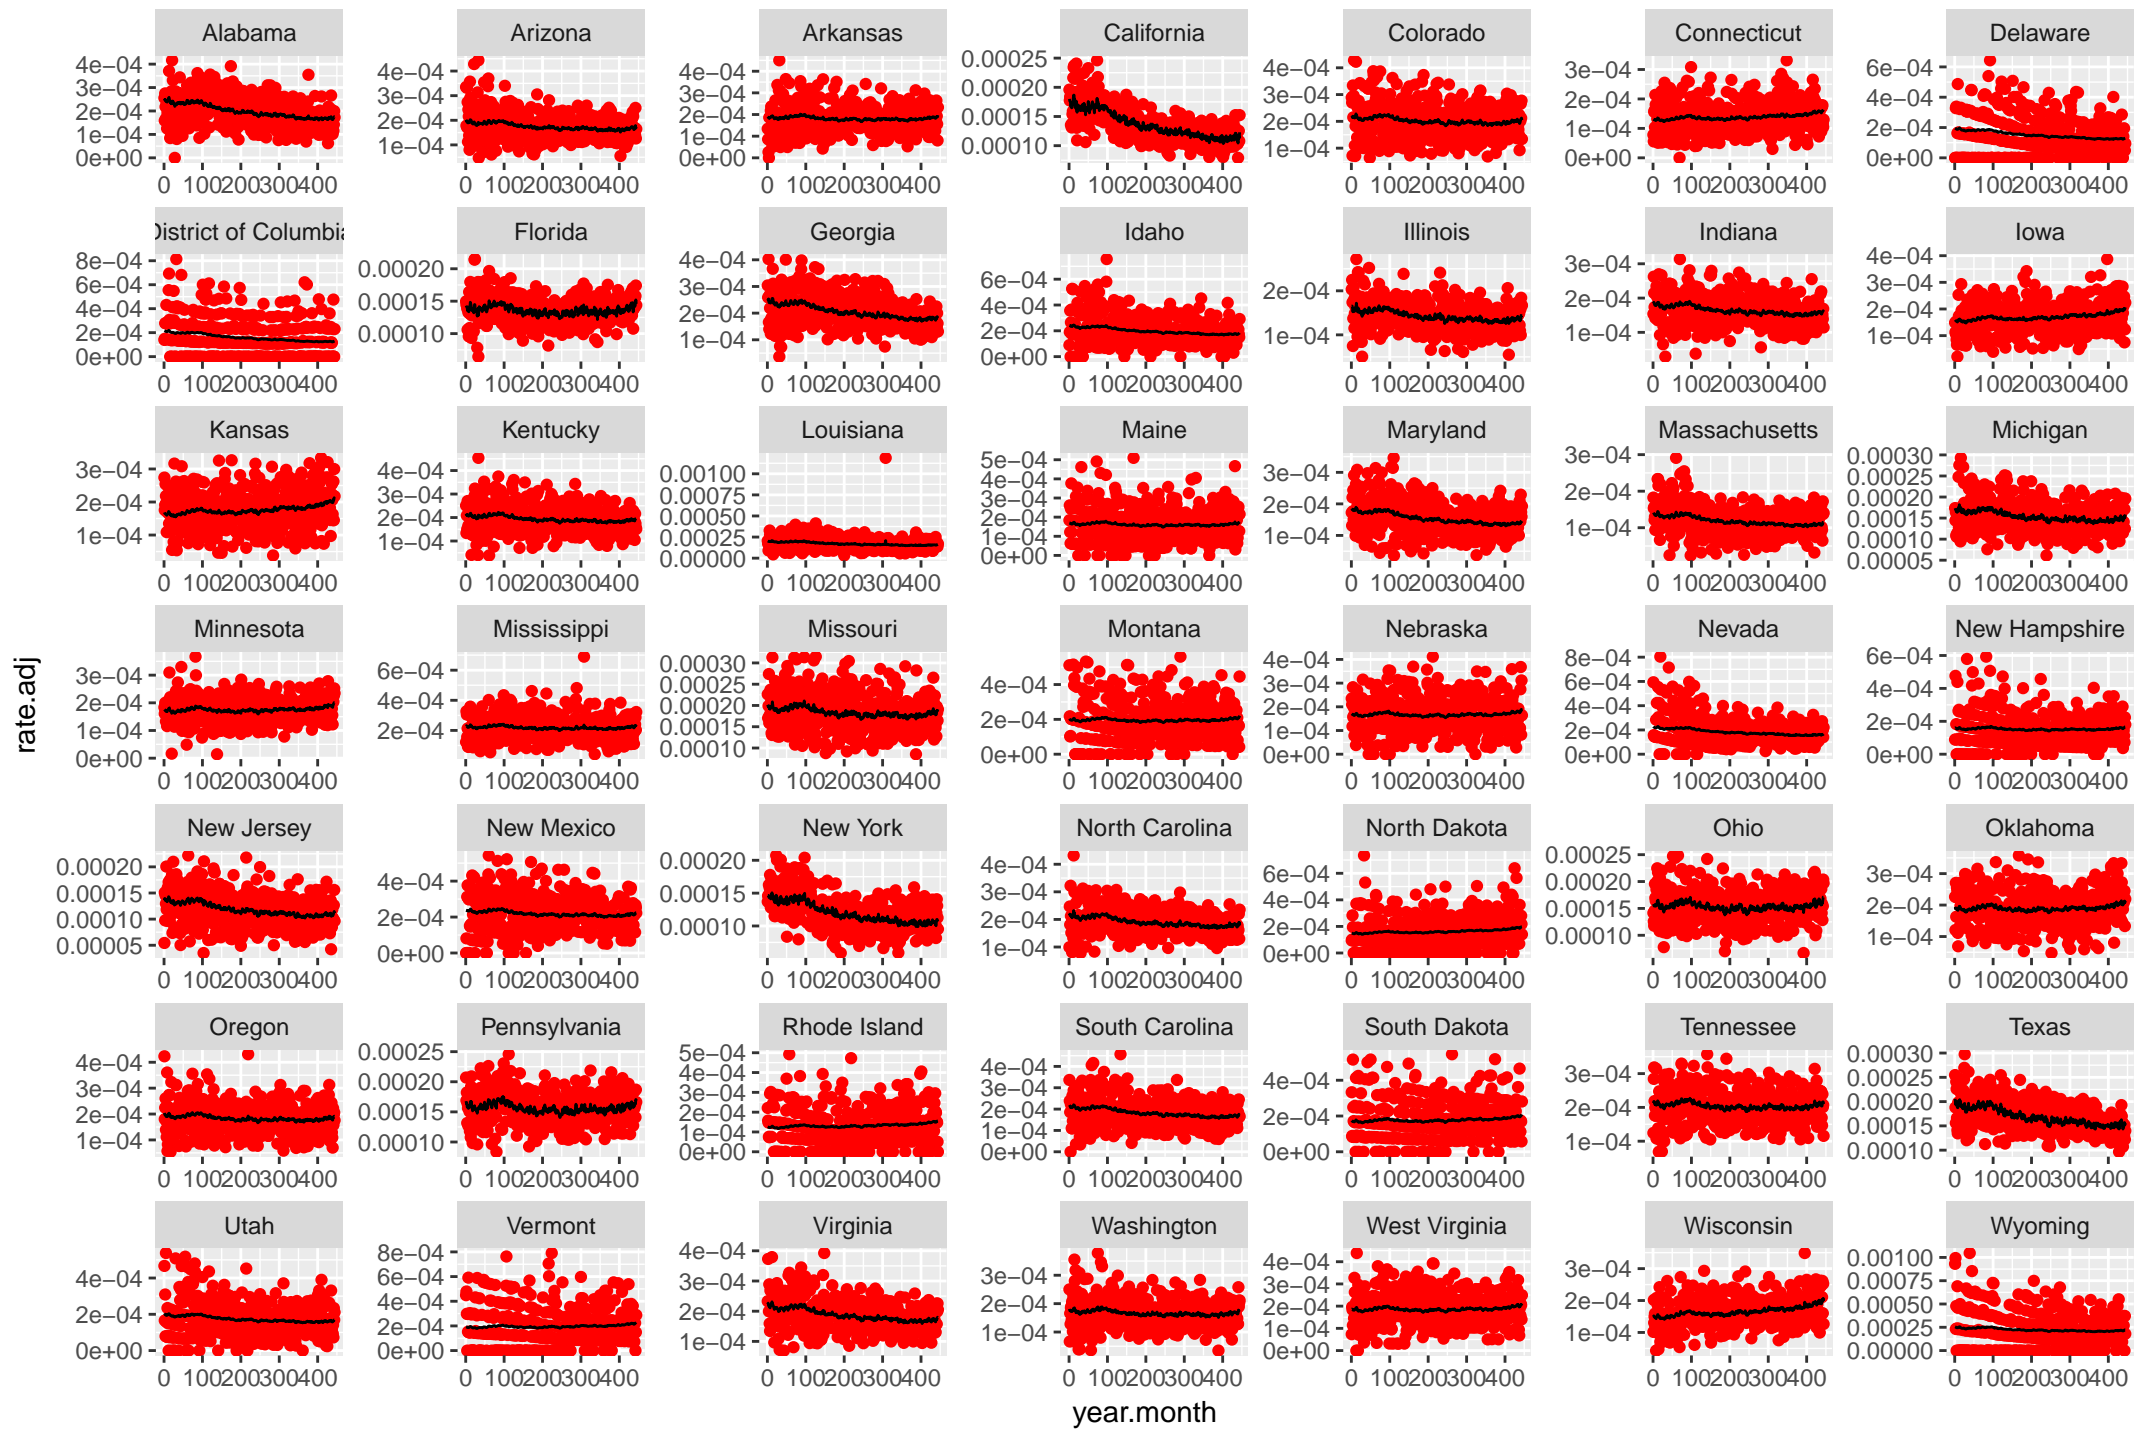 Alabama
4e−04
3e−04
2e−04
1e−04
0e+00
0 100200300400
Arizona
4e−04
3e−04
2e−04
1e−04
0 100200300400
Arkansas
4e−04
3e−04
2e−04
1e−04
0e+00
0 100200300400
California
0.00025
0.00020
0.00015
0.00010
0 100200300400
Colorado
4e−04
3e−04
2e−04
1e−04
0 100200300400
Connecticut
3e−04
2e−04
1e−04
0e+00
0 100200300400
Delaware
6e−04
4e−04
2e−04
0e+00
0 100200300400
District of Columbia
8e−04
6e−04
4e−04
2e−04
0e+00
0 100200300400
Florida
0.00020
0.00015
0.00010
0 100200300400
Georgia
4e−04
3e−04
2e−04
1e−04
0 100200300400
Idaho
6e−04
4e−04
2e−04
0e+00
0 100200300400
Illinois
2e−04
1e−04
0 100200300400
Indiana
3e−04
2e−04
1e−04
0 100200300400
Iowa
4e−04
3e−04
2e−04
1e−04
0 100200300400
Kansas
3e−04
2e−04
1e−04
0 100200300400
Kentucky
4e−04
3e−04
2e−04
1e−04
0 100200300400
Louisiana
0.00100
0.00075
0.00050
0.00025
0.00000
0 100200300400
Maine
5e−04
4e−04
3e−04
2e−04
1e−04
0e+00
0 100200300400
Maryland
3e−04
2e−04
1e−04
0 100200300400
Massachusetts
3e−04
2e−04
1e−04
0 100200300400
Michigan
0.00030
0.00025
0.00020
0.00015
0.00010
0.00005
0 100200300400
Minnesota
3e−04
2e−04
1e−04
0e+00
0 100200300400
Mississippi
6e−04
4e−04
2e−04
0 100200300400
Missouri
0.00030
0.00025
0.00020
0.00015
0.00010
0 100200300400
Montana
4e−04
2e−04
0e+00
0 100200300400
Nebraska
4e−04
3e−04
2e−04
1e−04
0e+00
0 100200300400
Nevada
8e−04
6e−04
4e−04
2e−04
0e+00
0 100200300400
New Hampshire
6e−04
4e−04
2e−04
0e+00
0 100200300400
New Jersey
0.00020
0.00015
0.00010
0.00005
0 100200300400
New Mexico
4e−04
2e−04
0e+00
0 100200300400
New York
0.00020
0.00015
0.00010
0 100200300400
North Carolina
4e−04
3e−04
2e−04
1e−04
0 100200300400
North Dakota
6e−04
4e−04
2e−04
0e+00
0 100200300400
Ohio
0.00025
0.00020
0.00015
0.00010
0 100200300400
Oklahoma
3e−04
2e−04
1e−04
0 100200300400
Oregon
4e−04
3e−04
2e−04
1e−04
0 100200300400
Pennsylvania
0.00025
0.00020
0.00015
0.00010
0 100200300400
Rhode Island
5e−04
4e−04
3e−04
2e−04
1e−04
0e+00
0 100200300400
South Carolina
4e−04
3e−04
2e−04
1e−04
0e+00
0 100200300400
South Dakota
4e−04
2e−04
0e+00
0 100200300400
Tennessee
3e−04
2e−04
1e−04
0 100200300400
Texas
0.00030
0.00025
0.00020
0.00015
0.00010
0 100200300400
Utah
4e−04
2e−04
0e+00
0 100200300400
Vermont
8e−04
6e−04
4e−04
2e−04
0e+00
0 100200300400
Virginia
4e−04
3e−04
2e−04
1e−04
0 100200300400
Washington
3e−04
2e−04
1e−04
0 100200300400
West Virginia
4e−04
3e−04
2e−04
1e−04
0e+00
0 100200300400
Wisconsin
3e−04
2e−04
1e−04
0 100200300400
Wyoming
0.00100
0.00075
0.00050
0.00025
0.00000
0 100200300400
rate.adj
year.month